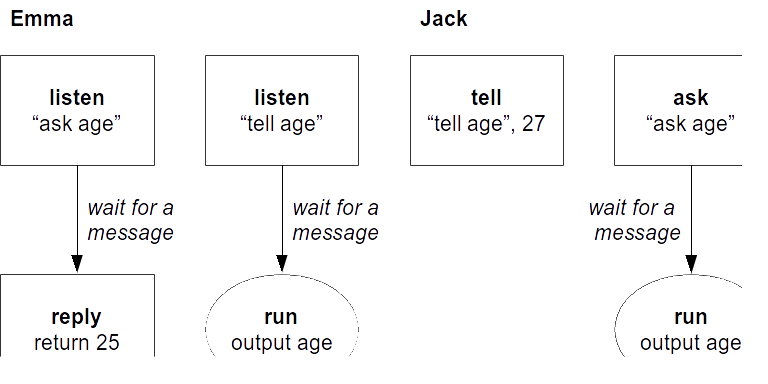 Emma
Jack
listen
“ask age”
listen
“tell age”
tell
“tell age”, 27
ask
“ask age”
wait for a
message
wait for a
message
wait for a
message
reply
return 25
run
output age
run
output age